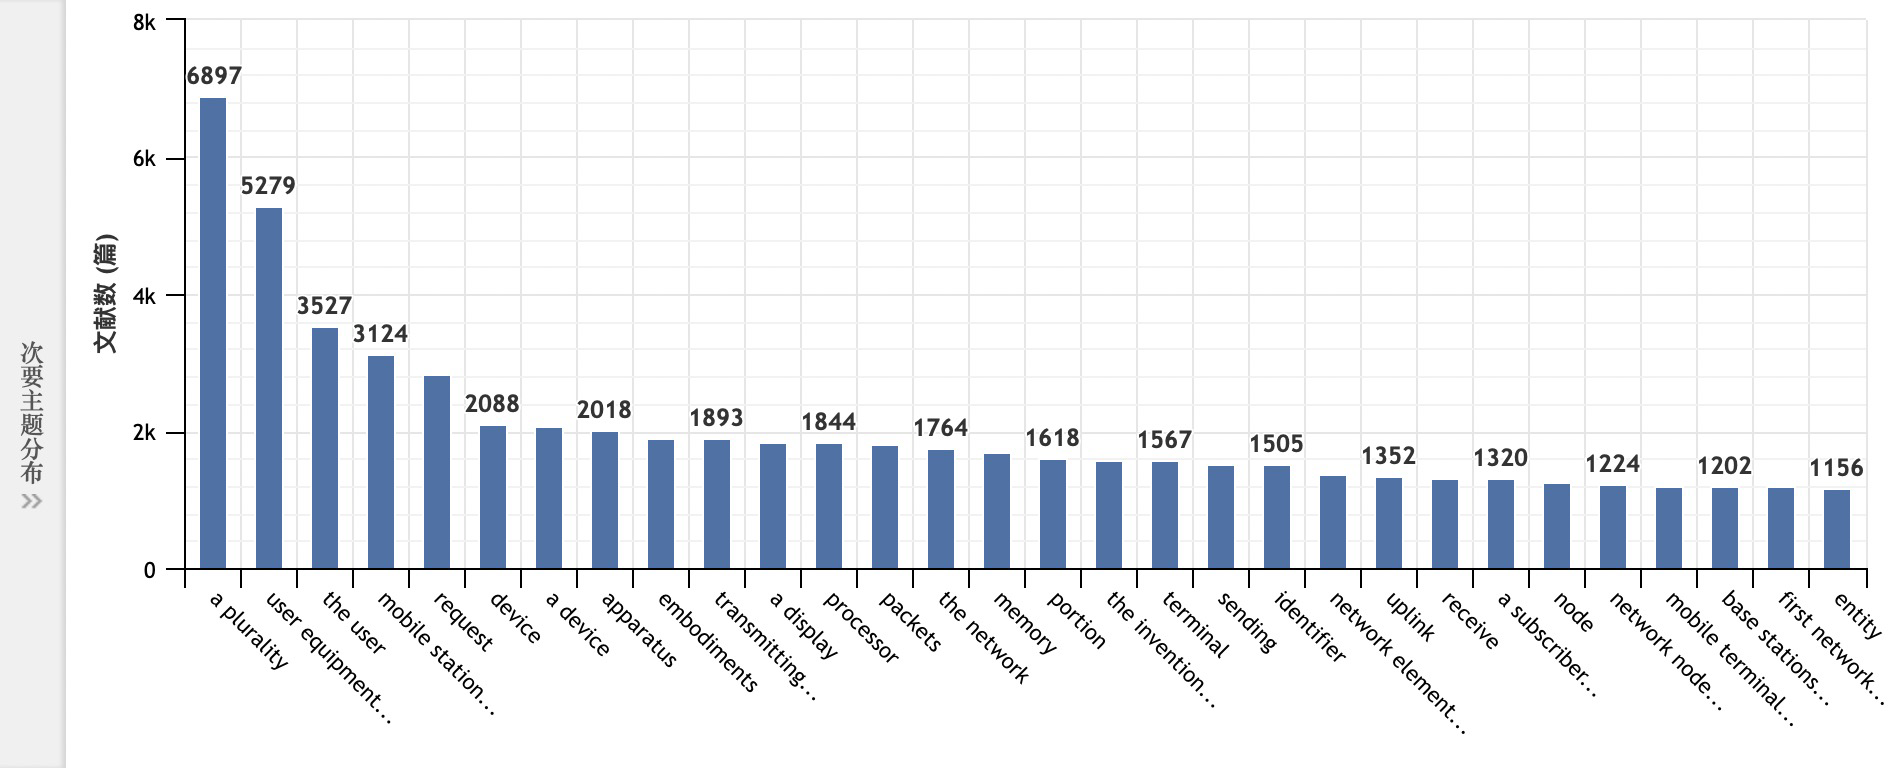 次要主题分布
文献数 (篇)
8k
6k
4k
2k
0
6897
5279
3527
3124
2088
2018
1893
1844
1764
1618
1567
1505
1352
1320
1224
1202
1156
a plurality
user equipment...
the user
mobile station...
request
device
a device
apparatus
embodiments
transmitting...
a display
processor
packets
the network
memory
portion
the invention...
terminal
sending
identifier
network element...
uplink
receive
a subscriber...
node
network node...
mobile terminal...
base stations...
first network...
entity